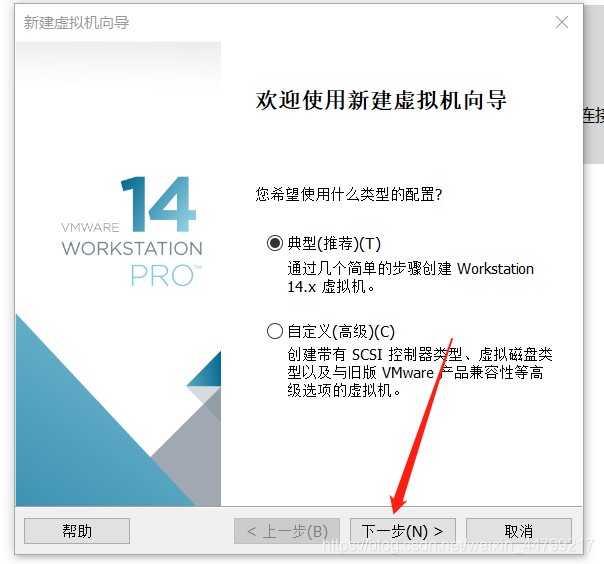 新建虚拟机向导
欢迎使用新建虚拟机向导
连接
您希望使用什么类型的配置?
14
VMWARE
WORKSTATION
PRO™
典型(推荐)(T)
通过几个简单的步骤创建 Workstation
14.x 虚拟机。
自定义(高级)(C)
创建带有 SCSI 控制器类型、虚拟磁盘类
型以及与旧版 VMware 产品兼容性等高
级选项的虚拟机。
帮助
< 上一步(B)
下一步(N) >
取消
https://blog.csdn.net/weixin_44799217